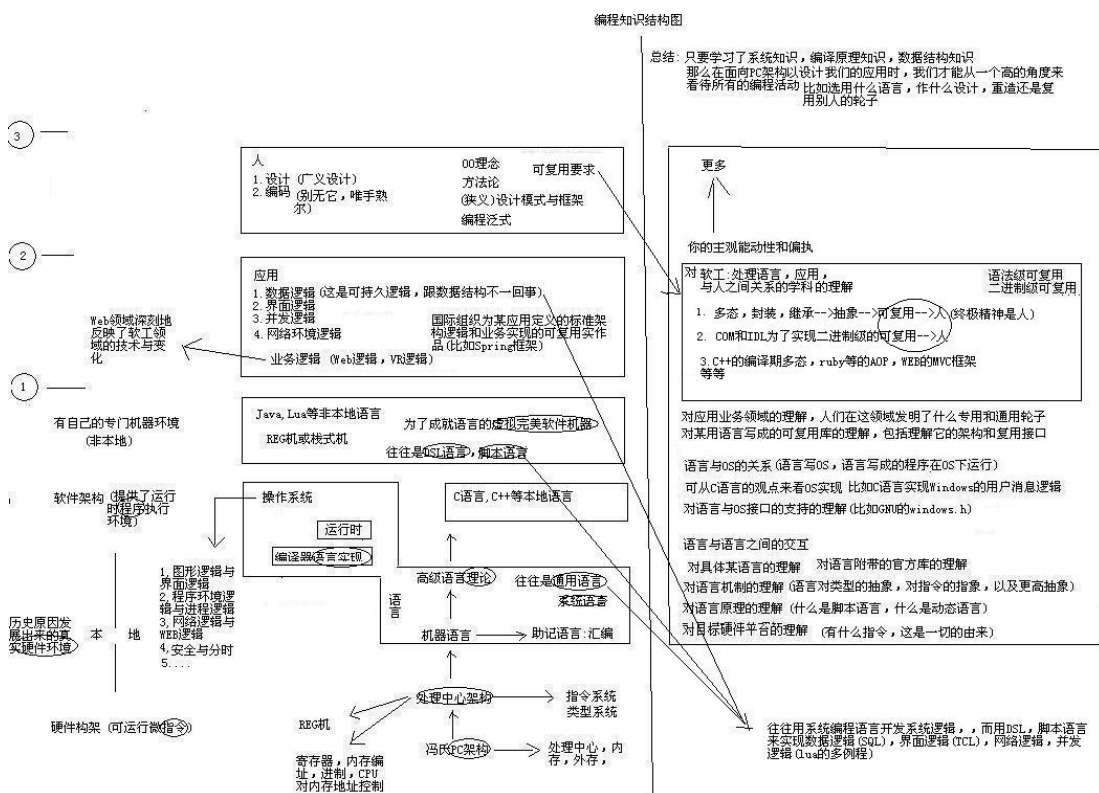 编程知识结构图
总结: 只要学习了系统知识，编译原理知识，数据结构知识
那么在面向PC架构以设计我们的应用时，我们才能从一个高的角度来
看待所有的编程活动
比如选用什么语言，作什么设计，重造还是复
用别人的轮子
3
人
1.设计 (广义设计)
2.编码 (别无它，唯手熟
尔)
OO理念
方法论
(狭义)设计模式与框架
编程泛式
可复用要求
2
应用
1.数据逻辑 (这是可持久逻辑，跟数据结构不一回事)
2.界面逻辑
3.并发逻辑
4.网络环境逻辑
业务逻辑 (Web逻辑，VR逻辑)
国际组织为某应用定义的标准架
构逻辑和业务实现的可复用实作
品(比如Spring框架)
Web领域深刻地
反映了软工领
域的技术与变
化
1
有自己的专门机器环境
(非本地)
Java,Lua等非本地语言
REG机或栈式机
为了成就语言的虚拟完美软件机器
往往是DSL语言，脚本语言
软件架构 (提供了运行
时程序执行
环境)
操作系统
运行时
编译器语言实现
C语言,C++等本地语言
1.图形逻辑与
界面逻辑
2.程序环境逻
辑与进程逻辑
3.网络逻辑与
WEB逻辑
4.安全与分时
5....
语言
高级语言理论
往往是通用语言
系统语言
机器语言
助记语言:汇编
历史原因发
展出来的真
实硬件环境
本 地
硬件构架 (可运行微指令)
处理中心架构
指令系统
类型系统
REG机
寄存器，内存编
址，进制，CPU
对内存地址控制
冯氏PC架构
处理中心，内
存，外存，
更多
你的主观能动性和偏执
对 软工:处理语言，应用，
与人之间关系的学科的理解
语法级可复用
二进制级可复用
1. 多态，封装，继承-->抽象-->可复用-->人 (终极精神是人)
2. COM和IDL为了实现二进制级的可复用-->人
3.C++的编译期多态，ruby等的AOP，WEB的MVC框架
等等
对应用业务领域的理解，人们在这领域发明了什么专用和通用轮子
对某用语言写成的可复用库的理解，包括理解它的架构和复用接口
语言与OS的关系 (语言写OS，语言写成的程序在OS下运行)
可从C语言的观点来看OS实现 比如C语言实现Windows的用户消息逻辑
对语言与OS接口的支持的理解 (比如GNU的windows.h)
语言与语言之间的交互
对具体某语言的理解 对语言附带的官方库的理解
对语言机制的理解 (语言对类型的抽象，对指令的指象，以及更高抽象)
对语言原理的理解 (什么是脚本语言，什么是动态语言)
对目标硬件平台的理解 (有什么指令，这是一切的由来)
往往用系统编程语言开发系统逻辑，，而用DSL，脚本语言
来实现数据逻辑(SQL)，界面逻辑(TCL)，网络逻辑，并发
逻辑(lua的多例程)